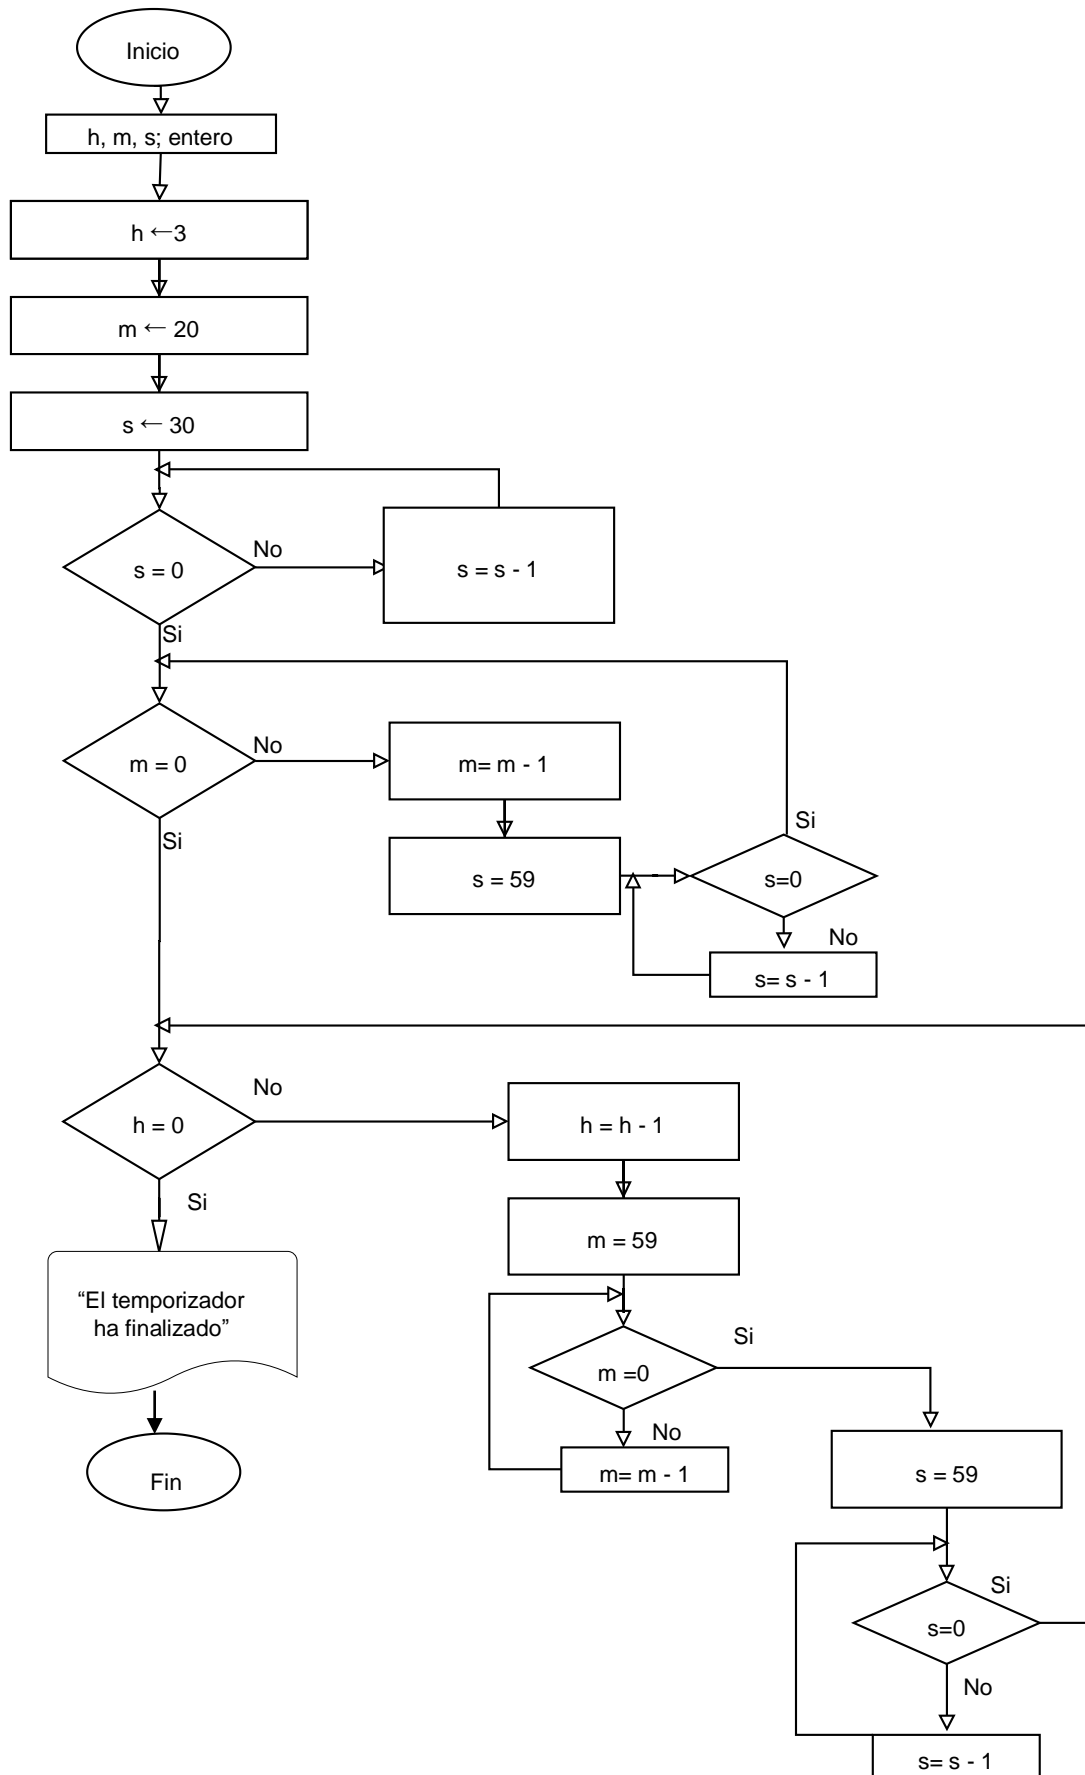 Inicio
h, m, s; entero
h ←3
m ← 20
s ← 30
s = 0
No
s = s - 1
Si
m = 0
No
m= m - 1
Si
s = 59
Si
s=0
No
s= s - 1
h = 0
No
h = h - 1
Si
m = 59
“El temporizador
ha finalizado”
m =0
Si
No
m= m - 1
Fin
s = 59
s=0
Si
No
s= s - 1